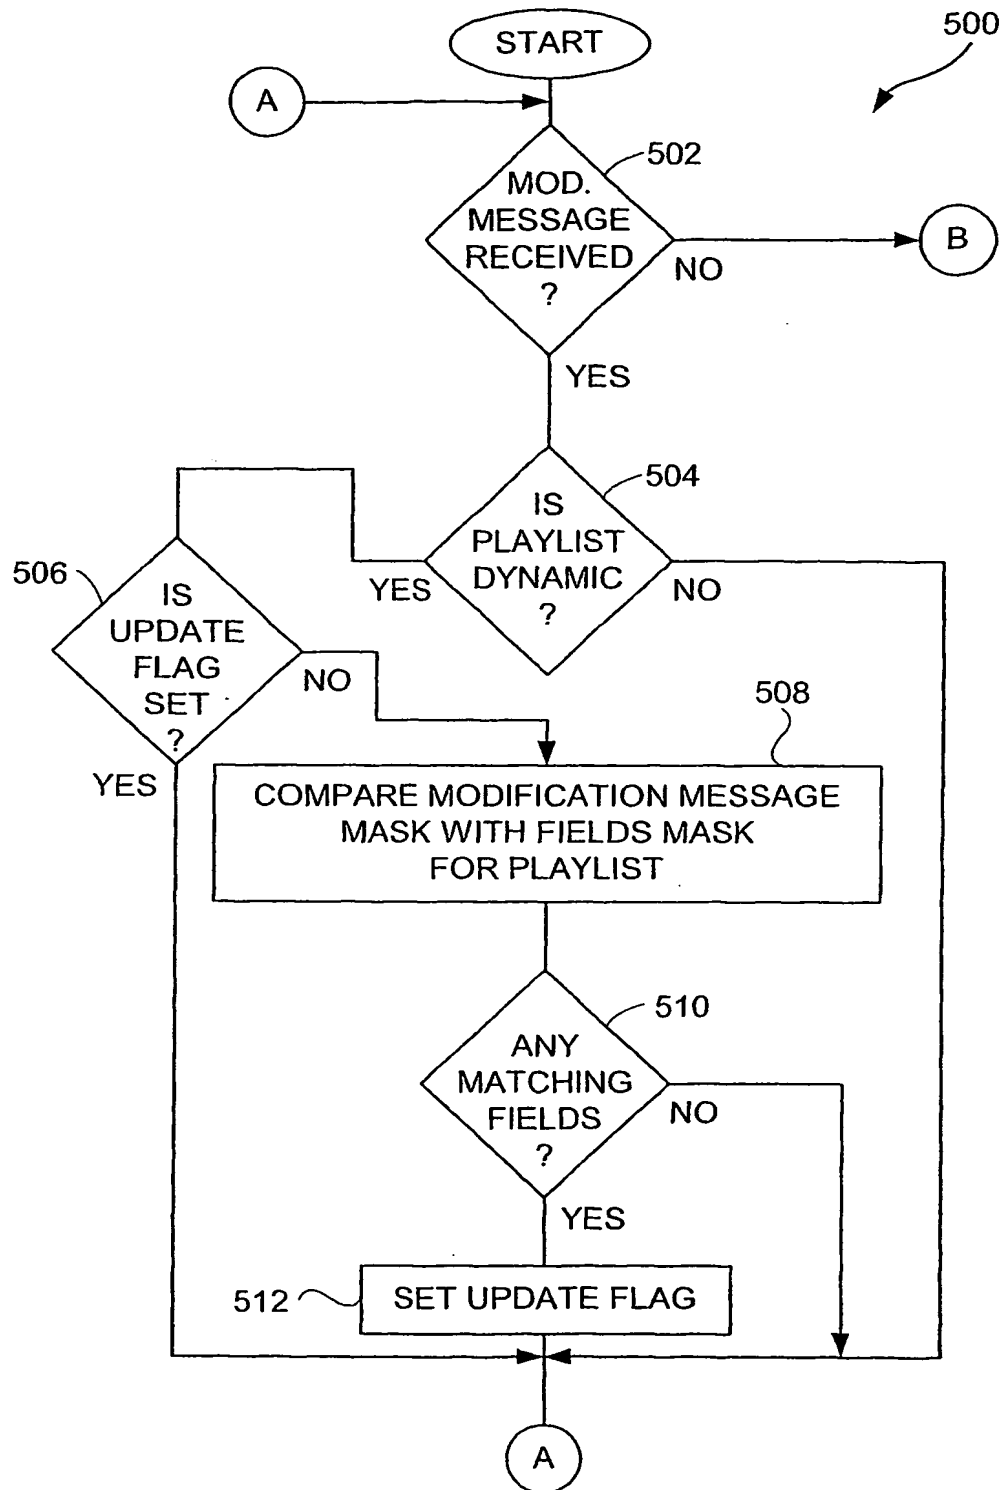 START
500
A
502
MOD.
MESSAGE
RECEIVED
?
NO
B
YES
504
IS
PLAYLIST
DYNAMIC
?
YES
NO
506
IS
UPDATE
FLAG
SET
?
NO
YES
508
COMPARE MODIFICATION MESSAGE
MASK WITH FIELDS MASK
FOR PLAYLIST
510
ANY
MATCHING
FIELDS
?
NO
YES
512
SET UPDATE FLAG
A